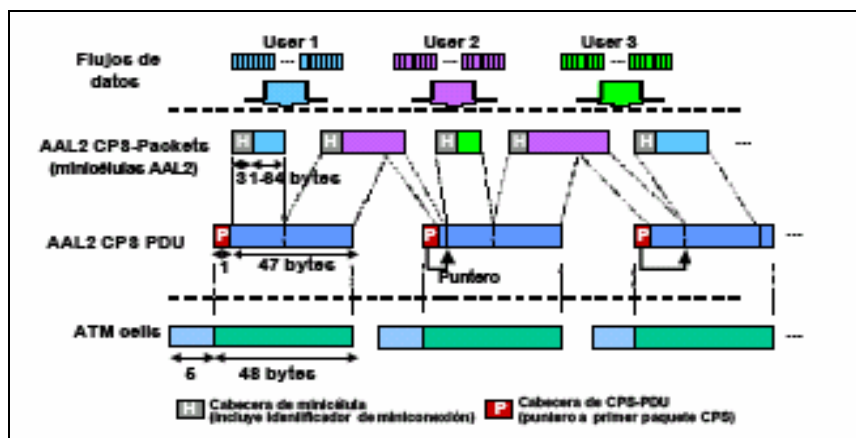 User 1
User 2
User 3
Flujos de
datos
AAL2 CPS-Packets
(minicélulas AAL2)
H
H
H
H
H
3 1-64 bytes
AAL2 CPS PDU
P
P
P
1
47 bytes
Puntero
ATM cells
5
48 bytes
H Cabecera de minicélula
(incluye identificador de miniconexión)
P Cabecera de CPS-PDU
(puntero a primer paquete CPS)